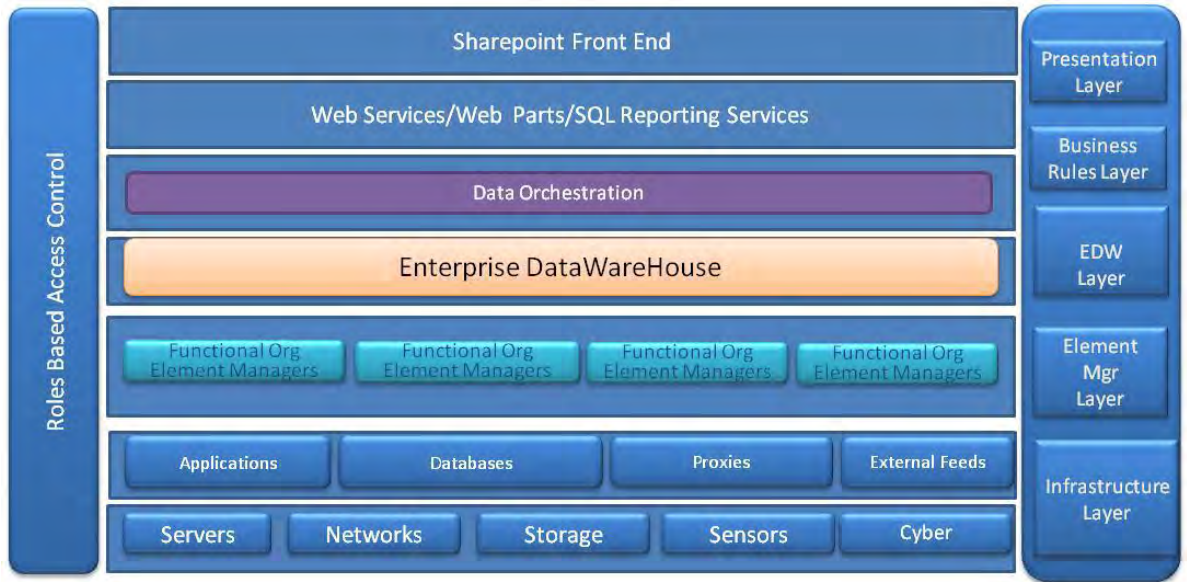 Roles Based Access Control
Sharepoint Front End
Web Services/Web Parts/SQL Reporting Services
Data Orchestration
Enterprise DataWareHouse
Functional Org
Element Managers
Functional Org
Element Managers
Functional Org
Element Managers
Functional Org
Element Managers
Applications
Databases
Proxies
External Feeds
Servers
Networks
Storage
Sensors
Cyber
Presentation
Layer
Business
Rules Layer
EDW
Layer
Element
Mgr
Layer
Infrastructure
Layer